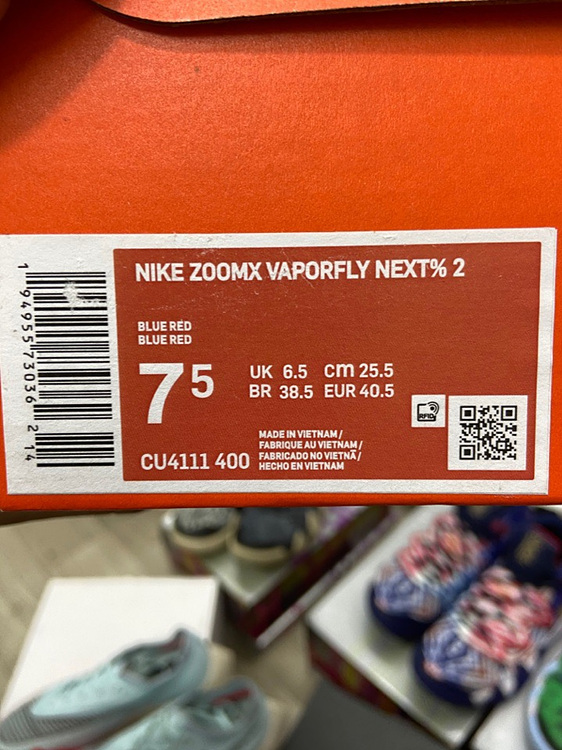 NIKE ZOOMX VAPORFLY NEXT% 2
BLUE RED
BLUE RED
7 5
UK 6.5 cm 25.5
BR 38.5 EUR 40.5
RFID
CU4111 400
MADE IN VIETNAM /
FABRIQUE AU VIETNAM /
FABRICADO NO VIETNÃ /
HECHO EN VIETNAM
1 94955 73036 2 14